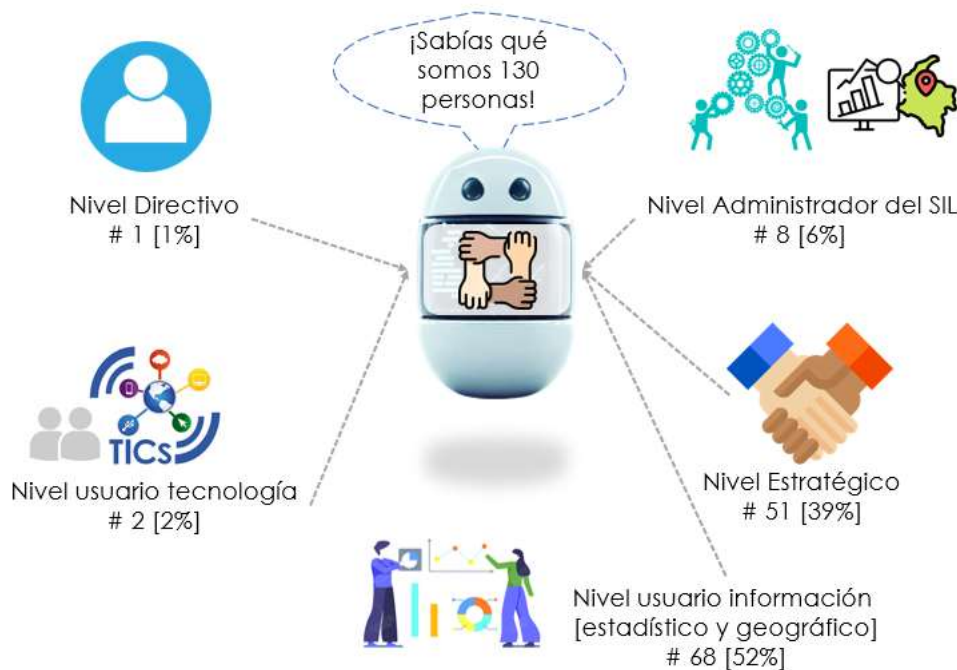 ¡Sabías qué
somos 130
personas!
Nivel Directivo
# 1 [1%]
Nivel Administrador del SIL
# 8 [6%]
TICs
Nivel usuario tecnología
# 2 [2%]
Nivel Estratégico
# 51 [39%]
Nivel usuario información
[estadístico y geográfico]
# 68 [52%]